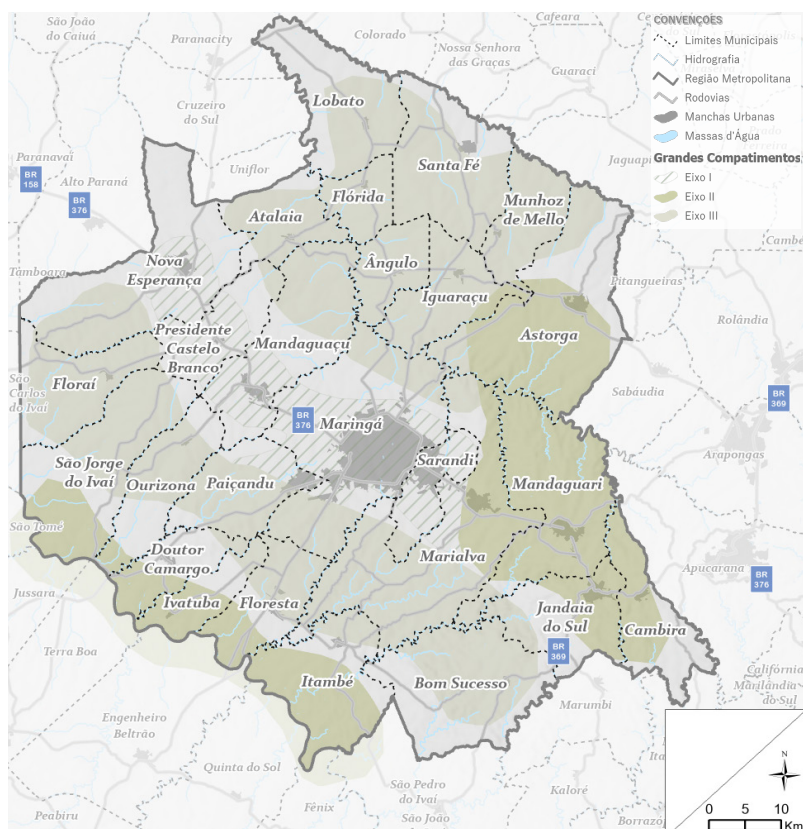 São João
do Caiuá
Paranacity
Colorado
Cafeara
Nossa Senhora
das Graças
Guaraci
Cruzeiro
do Sul
Lobato
Santa Fé
Paranavaí
BR
158
Alto Paraná
BR
376
Uniflor
Flórida
Munhoz
de Mello
Atalaia
Nova
Esperança
Ângulo
Tamboara
Iguaraçu
Pitangueiras
Presidente
Castelo
Branco
Mandaguaçu
Astorga
Rolândia
São
Carlos
do Ivaí
Floraí
Sabáudia
BR
369
BR
376
Maringá
Sarandi
Arapongas
São Jorge
do Ivaí
Ourizona
Paiçandu
Mandaguari
São Tomé
Doutor
Camargo
Marialva
Apucarana
BR
376
Jussara
Ivatuba
Floresta
Jandaia
do Sul
Cambira
Terra Boa
BR
369
Itambé
Bom Sucesso
Califórnia
Marilândia
do Sul
Marumbi
Engenheiro
Beltrão
Quinta do Sol
São Pedro
do Ivaí
Kaloré
Fênix
São João
Peabiru
CONVENÇÕES
Limites Municipais
Hidrografia
Região Metropolitana
Rodovias
Manchas Urbanas
Massas d'Água
Grandes Compatimentos
Eixo I
Eixo II
Eixo III
N
0 5 10
Km